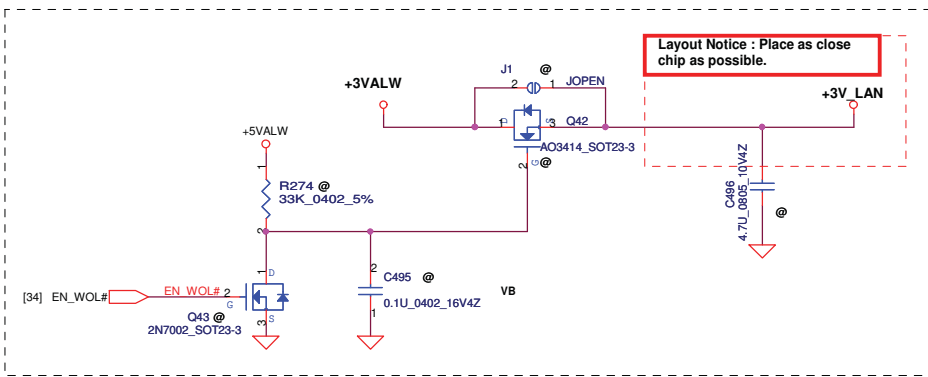 Layout Notice : Place as close
chip as possible.
J1 @
2 1 JOPEN
+3VALW
+3V_LAN
1 D S 3 Q42
AO3414_SOT23-3
G @
2
+5VALW
1
R274 @
33K_0402_5%
2
C496
4.7U_0805_10V4Z
@
1 D
2
C495 @
0.1U_0402_16V4Z
1
VB
[34] EN_WOL# EN_WOL# 2
G
Q43 @ 3 S
2N7002_SOT23-3